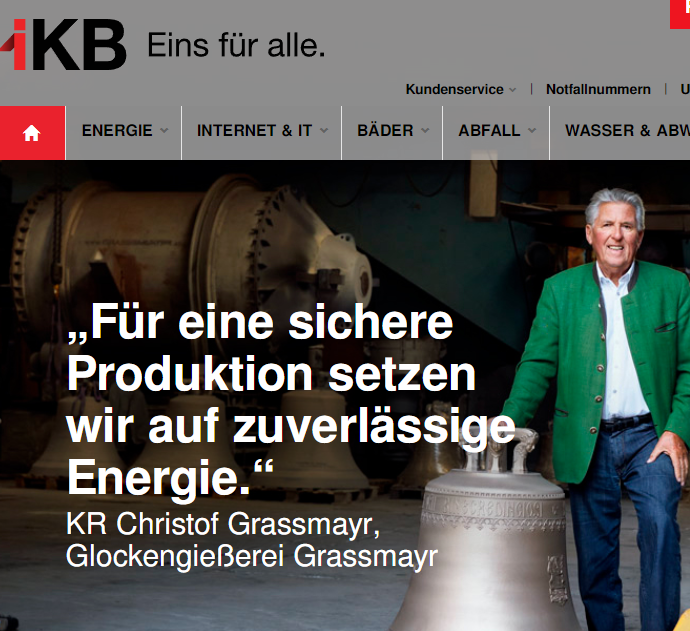 iKB Eins für alle.
Kundenservice Notfallnummern
ENERGIE INTERNET & IT BÄDER ABFALL WASSER &
„Für eine sichere
Produktion setzen
wir auf zuverlässige
Energie.“
KR Christof Grassmayr,
Glockengießerei Grassmayr